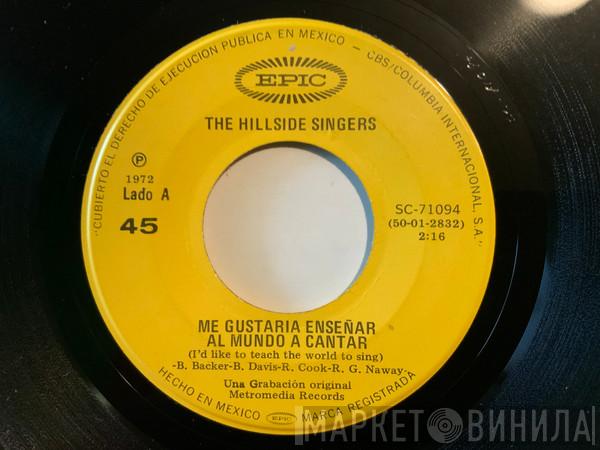 "CUBIERTO EL DERECHO DE EJECUCION PUBLICA EN MEXICO - CBS/COLUMBIA INTERNACIONAL, S.A."
EPIC
THE HILLSIDE SINGERS
P
1972
Lado A
45
SC-71094
(50-01-2832)
2:16
ME GUSTARIA ENSEÑAR
AL MUNDO A CANTAR
(I'd like to teach the world to sing)
-B. Backer-B. Davis-R. Cook-R. G. Naway-
Una Grabación original
Metromedia Records
HECHO EN MEXICO EPIC MARCA REGISTRADA
МАРКЕТ ВИНИЛА